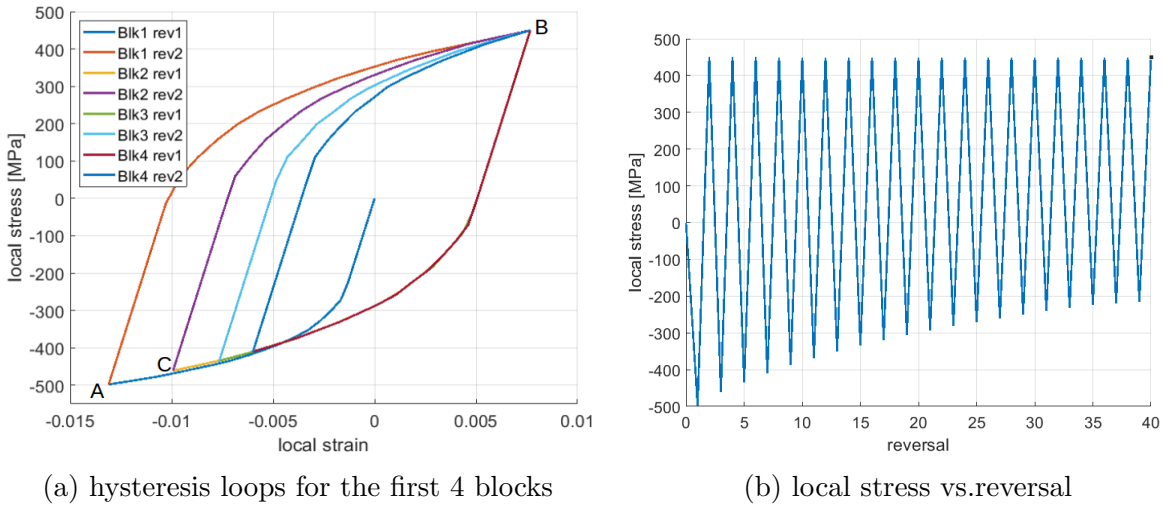 500
400
300
200
100
0
-100
-200
-300
-400
-500
local stress [MPa]
Blk1 rev1
Blk1 rev2
Blk2 rev1
Blk2 rev2
Blk3 rev1
Blk3 rev2
Blk4 rev1
Blk4 rev2
B
C
A
-0.015
-0.01
-0.005
0
0.005
0.01
local strain
(a) hysteresis loops for the first 4 blocks
500
400
300
200
100
0
-100
-200
-300
-400
-500
local stress [MPa]
0
5
10
15
20
25
30
35
40
reversal
(b) local stress vs.reversal